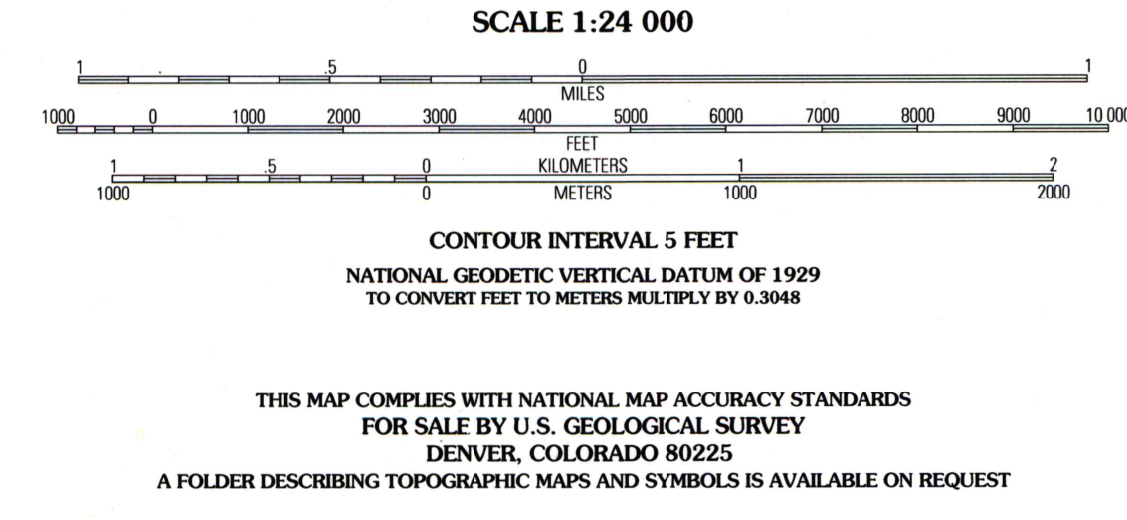 SCALE 1:24 000
1 .5 0 1
MILES
1000 0 1000 2000 3000 4000 5000 6000 7000 8000 9000 10 000
FEET
1 .5 0 KILOMETERS 1 2
1000 0 METERS 1000 2000
CONTOUR INTERVAL 5 FEET
NATIONAL GEODETIC VERTICAL DATUM OF 1929
TO CONVERT FEET TO METERS MULTIPLY BY 0.3048
THIS MAP COMPLIES WITH NATIONAL MAP ACCURACY STANDARDS
FOR SALE BY U.S. GEOLOGICAL SURVEY
DENVER, COLORADO 80225
A FOLDER DESCRIBING TOPOGRAPHIC MAPS AND SYMBOLS IS AVAILABLE ON REQUEST